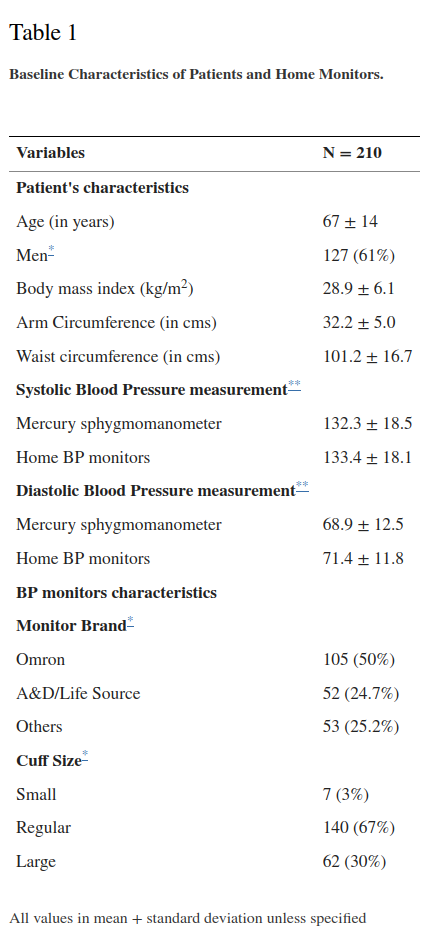 Table 1
Baseline Characteristics of Patients and Home Monitors.
Variables N = 210
Patient's characteristics
Age (in years) 67 ± 14
Men* 127 (61%)
Body mass index (kg/m²) 28.9 ± 6.1
Arm Circumference (in cms) 32.2 ± 5.0
Waist circumference (in cms) 101.2 ± 16.7
Systolic Blood Pressure measurement**
Mercury sphygmomanometer 132.3 ± 18.5
Home BP monitors 133.4 ± 18.1
Diastolic Blood Pressure measurement**
Mercury sphygmomanometer 68.9 ± 12.5
Home BP monitors 71.4 ± 11.8
BP monitors characteristics
Monitor Brand*
Omron 105 (50%)
A&D/Life Source 52 (24.7%)
Others 53 (25.2%)
Cuff Size*
Small 7 (3%)
Regular 140 (67%)
Large 62 (30%)
All values in mean + standard deviation unless specified